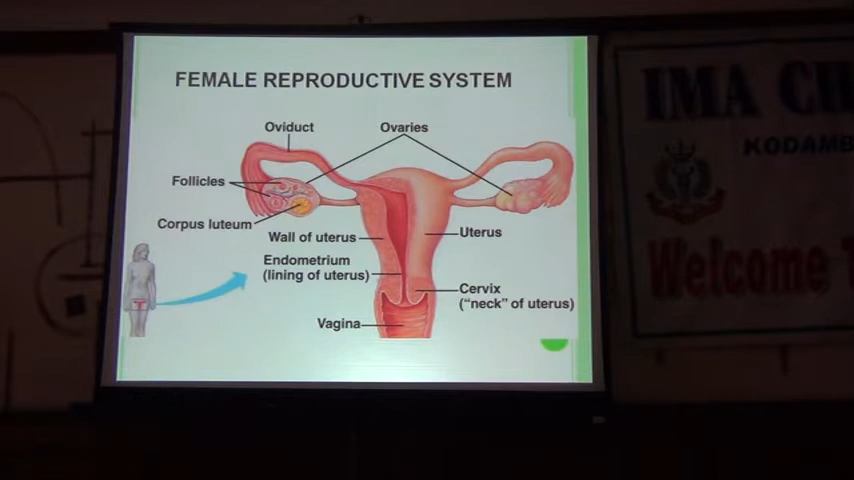 FEMALE REPRODUCTIVE SYSTEM
Oviduct
Ovaries
Follicles
Corpus luteum
Wall of uterus
Uterus
Endometrium
(lining of uterus)
Cervix
("neck" of uterus)
Vagina
IMA CH
KODAMB
Welcome T